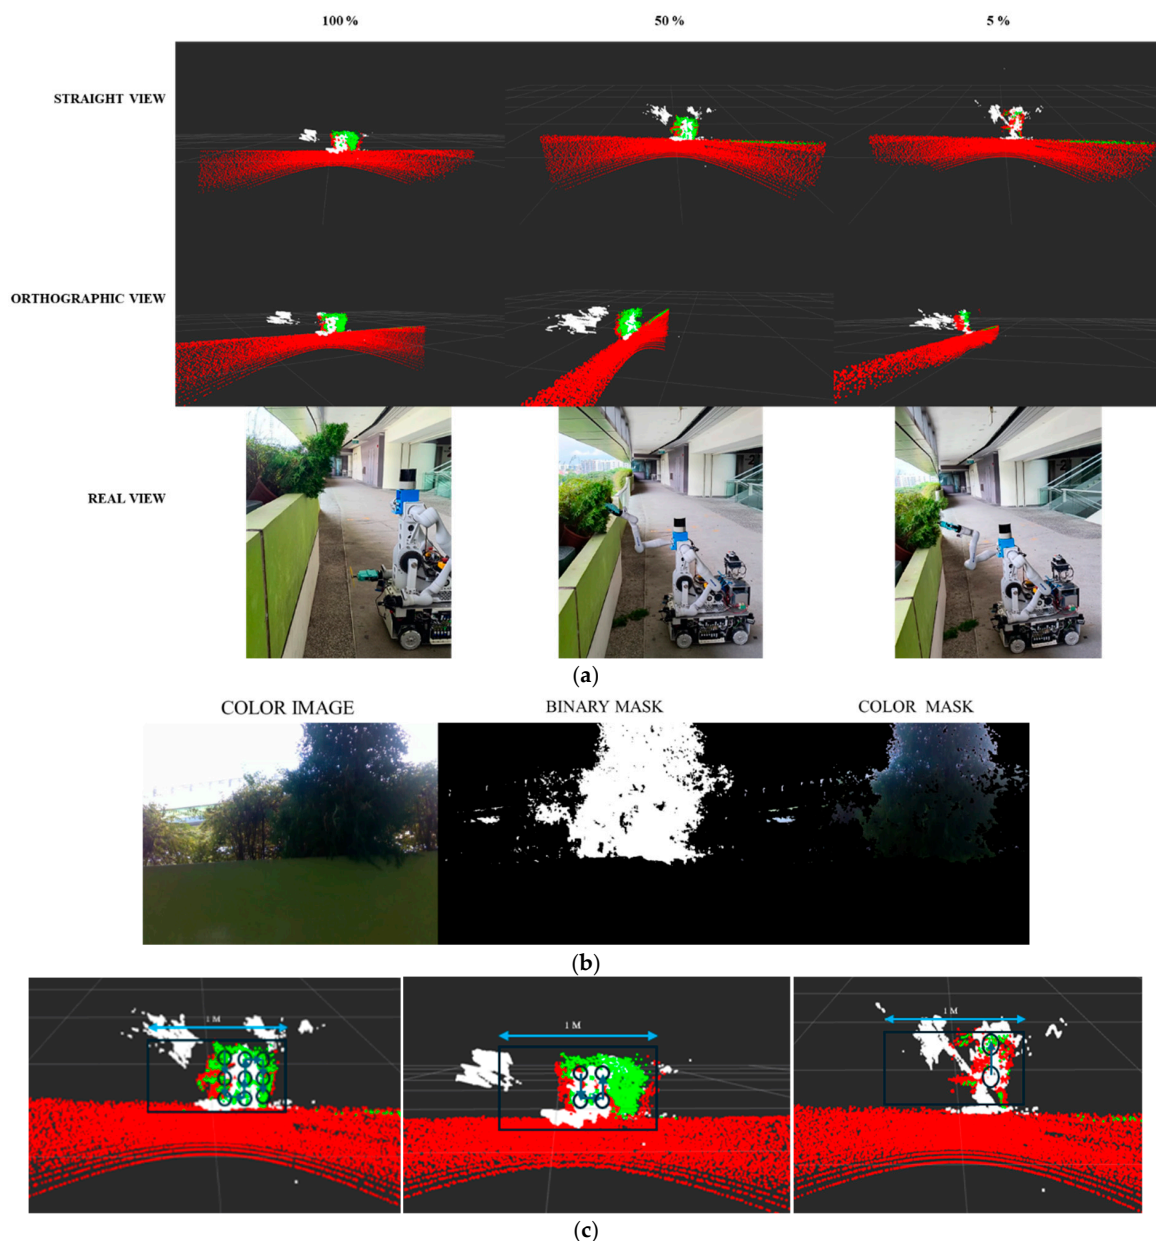 100 % 50 % 5 %
STRAIGHT VIEW
ORTHOGRAPHIC VIEW
REAL VIEW
(a)
COLOR IMAGE BINARY MASK COLOR MASK
(b)
1 M 1 M 1 M
(c)